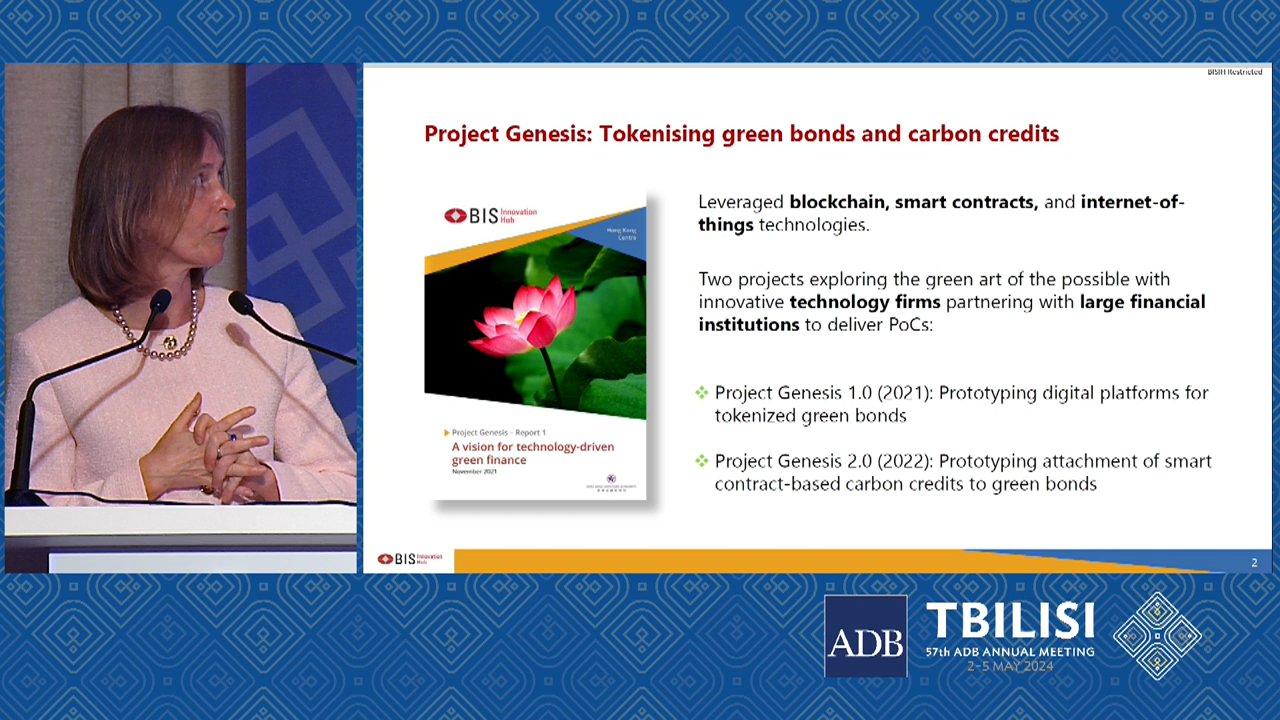 BISIH Restricted
Project Genesis: Tokenising green bonds and carbon credits
BIS Innovation
Hub
Hong Kong
Centre
Project Genesis – Report 1
A vision for technology-driven
green finance
November 2021
Leveraged blockchain, smart contracts, and internet-of-
things technologies.
Two projects exploring the green art of the possible with
innovative technology firms partnering with large financial
institutions to deliver PoCs:
Project Genesis 1.0 (2021): Prototyping digital platforms for
tokenized green bonds
Project Genesis 2.0 (2022): Prototyping attachment of smart
contract-based carbon credits to green bonds
BIS Innovation
Hub
2
ADB
TBILISI
57th ADB ANNUAL MEETING
2-5 MAY 2024